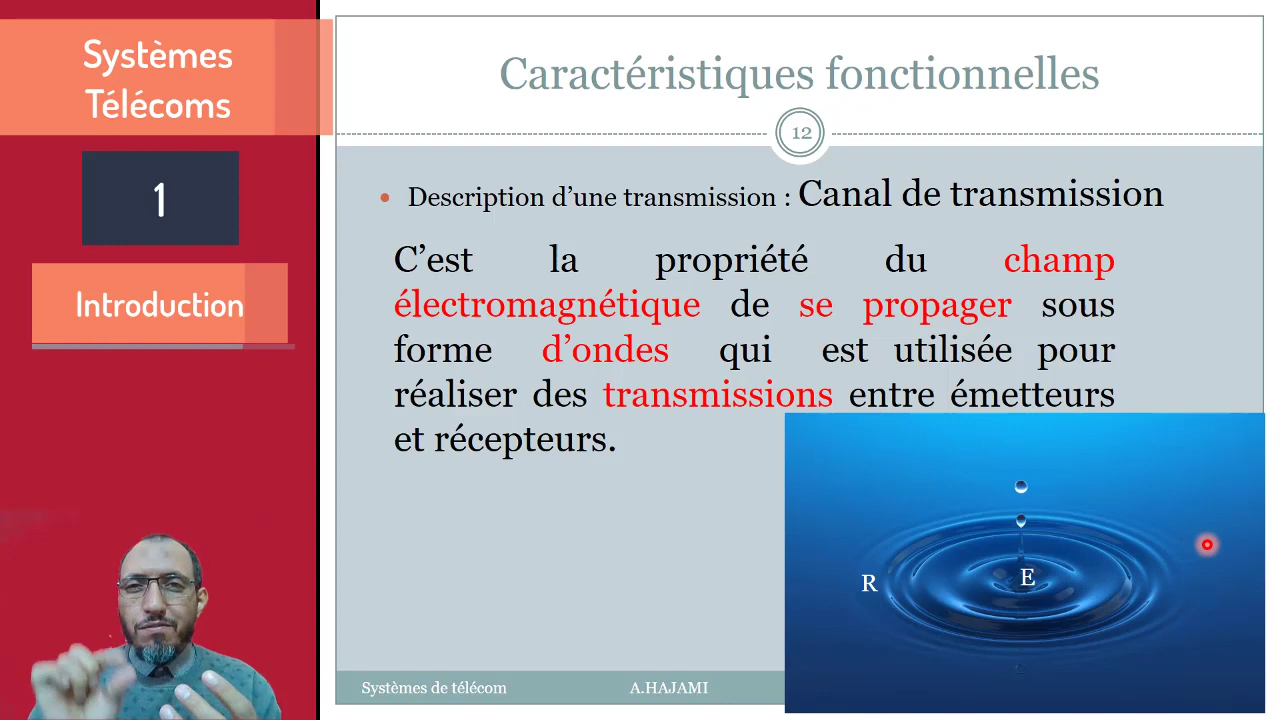 Systèmes
Télécoms
1
Introduction
Caractéristiques fonctionnelles
12
• Description d’une transmission : Canal de transmission
C’est la propriété du champ
électromagnétique de se propager sous
forme d’ondes qui est utilisée pour
réaliser des transmissions entre émetteurs
et récepteurs.
E
R
Systèmes de télécom
A.HAJAMI